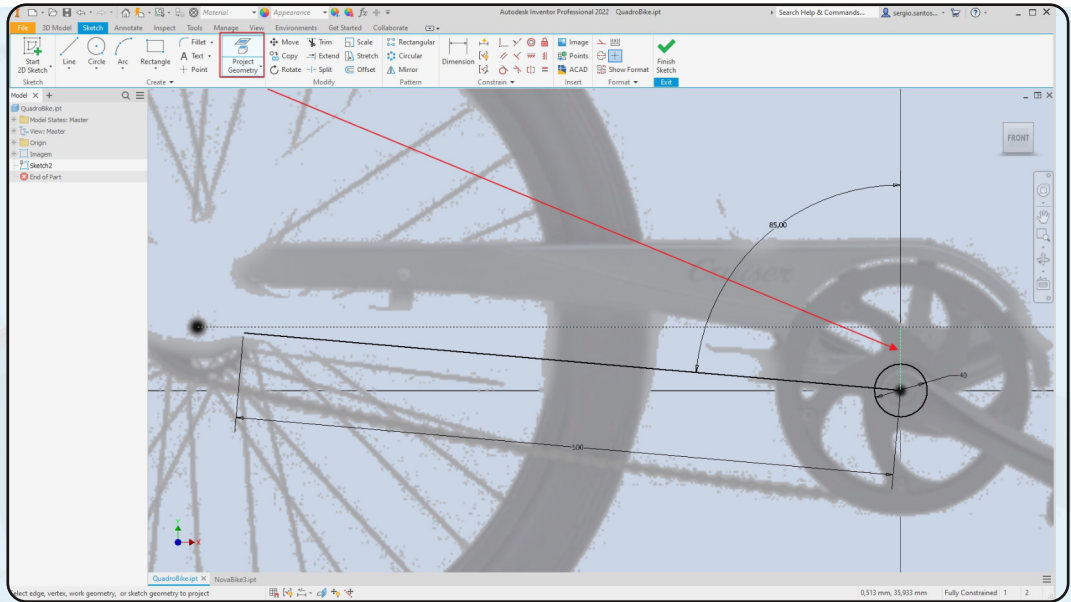 Material
Appearance
fx
Autodesk Inventor Professional 2022 QuadroBike.ipt
Search Help & Commands...
sergio.santos...
File 3D Model Sketch Annotate Inspect Tools Manage View Environments Get Started Collaborate
Start
2D Sketch
Line
Circle
Arc
Rectangle
Fillet
Text
Point
Project
Geometry
Move Trim Scale
Copy Extend Stretch
Rotate Split Offset
Rectangular
Circular
Mirror
Dimension
Image
Points
ACAD
Show Format
Finish
Sketch
Sketch Create Modify Pattern Constrain Insert Format Exit
Model
QuadroBike.ipt
Model States: Master
View: Master
Origin
Imagem
Sketch2
End of Part
FRONT
85,00
Cruiser
40
500
Y
X
QuadroBike.ipt NovaBike3.ipt
elect edge, vertex, work geometry, or sketch geometry to project
0,513 mm, 35,933 mm Fully Constrained 1 2